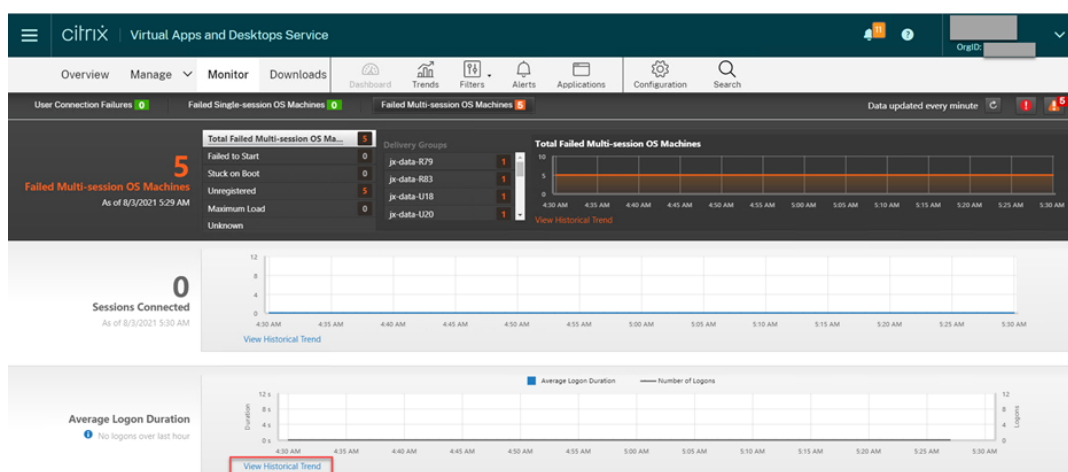 citrix | Virtual Apps and Desktops Service
11
OrgID:
Overview Manage Monitor Downloads Dashboard Trends Filters Alerts Applications Configuration Search
User Connection Failures 0 Failed Single-session OS Machines 0 Failed Multi-session OS Machines 5 Data updated every minute 5
5
Failed Multi-session OS Machines
As of 8/3/2021 5:29 AM
Total Failed Multi-session OS Ma... 5
Failed to Start 0
Stuck on Boot 0
Unregistered 5
Maximum Load 0
Unknown
Delivery Groups
jx-data-R79 1
jx-data-R83 1
jx-data-U18 1
jx-data-U20 1
Total Failed Multi-session OS Machines
10
5
0
4:30 AM 4:35 AM 4:40 AM 4:45 AM 4:50 AM 4:55 AM 5:00 AM 5:05 AM 5:10 AM 5:15 AM 5:20 AM 5:25 AM 5:30 AM
View Historical Trend
0
Sessions Connected
As of 8/3/2021 5:30 AM
12
8
4
0
4:30 AM 4:35 AM 4:40 AM 4:45 AM 4:50 AM 4:55 AM 5:00 AM 5:05 AM 5:10 AM 5:15 AM 5:20 AM 5:25 AM 5:30 AM
View Historical Trend
Average Logon Duration
No logons over last hour
Average Logon Duration Number of Logons
Duration
12 s
8 s
4 s
0 s
12
8
4
0
Logons
4:30 AM 4:35 AM 4:40 AM 4:45 AM 4:50 AM 4:55 AM 5:00 AM 5:05 AM 5:10 AM 5:15 AM 5:20 AM 5:25 AM 5:30 AM
View Historical Trend